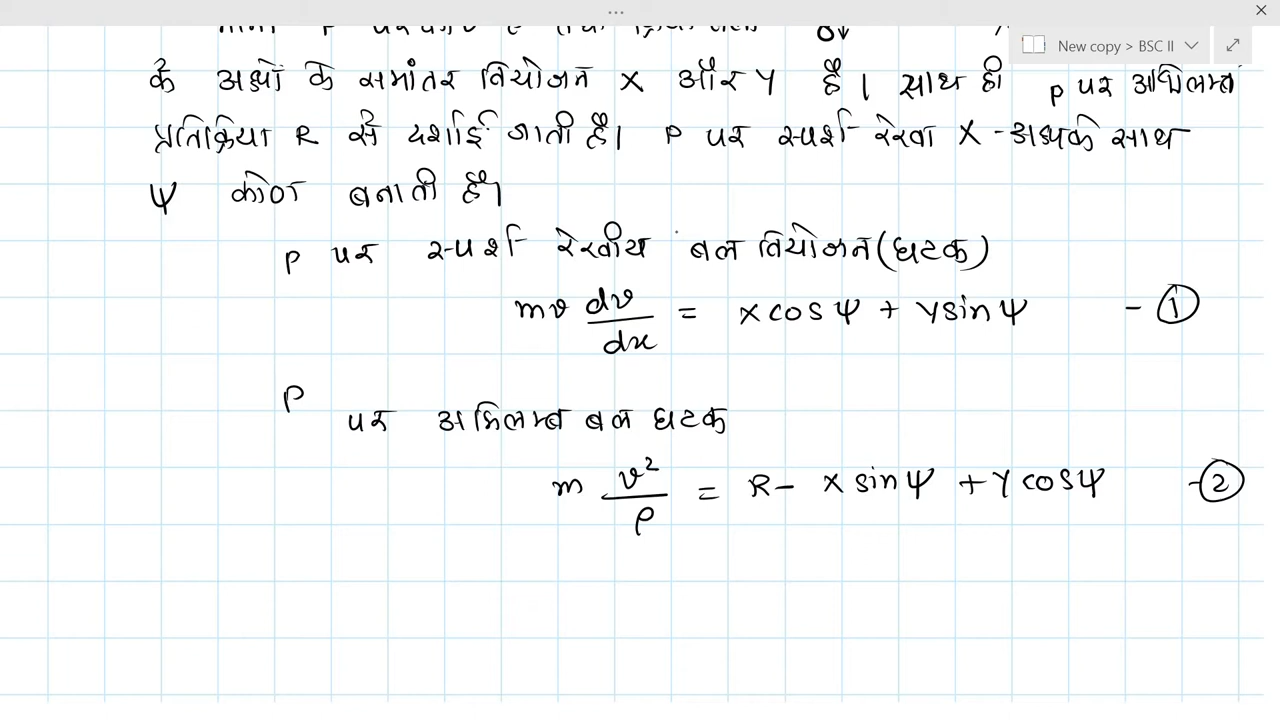 New copy > BSC II
के अक्षों के समांतर नियोजन X और Y हैं। साथ ही P पर अभिलम्ब
प्रतिक्रिया R से दर्शाई जाती है। P पर स्पर्श रेखा X-अक्ष के साथ
Ψ कोण बनाती है।
P पर स्पर्श रेखीय बल नियोजन (घटक)
mv dv/dx = X cos Ψ + Y sin Ψ - ①
P पर अभिलम्ब बल घटक
m v²/ρ = R - X sin Ψ + Y cos Ψ - ②